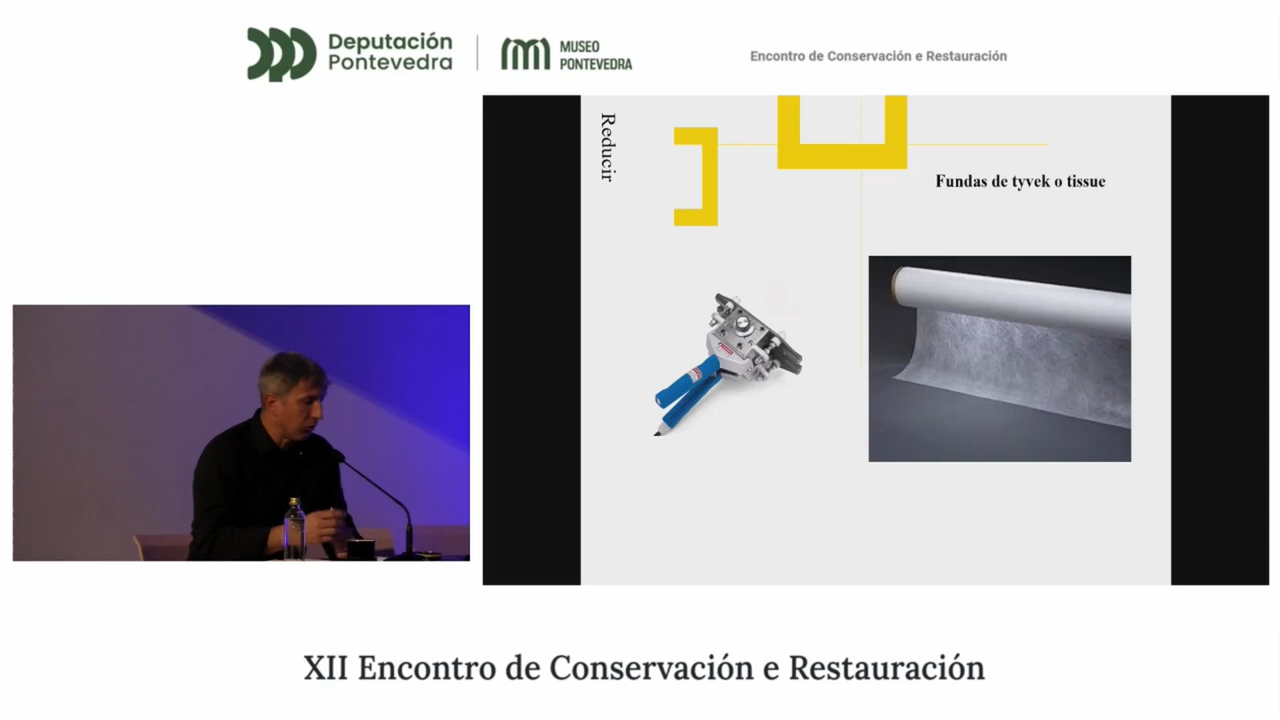 Deputación
Pontevedra
MUSEO
PONTEVEDRA
Encontro de Conservación e Restauración
Reducir
Fundas de tyvek o tissue
XII Encontro de Conservación e Restauración